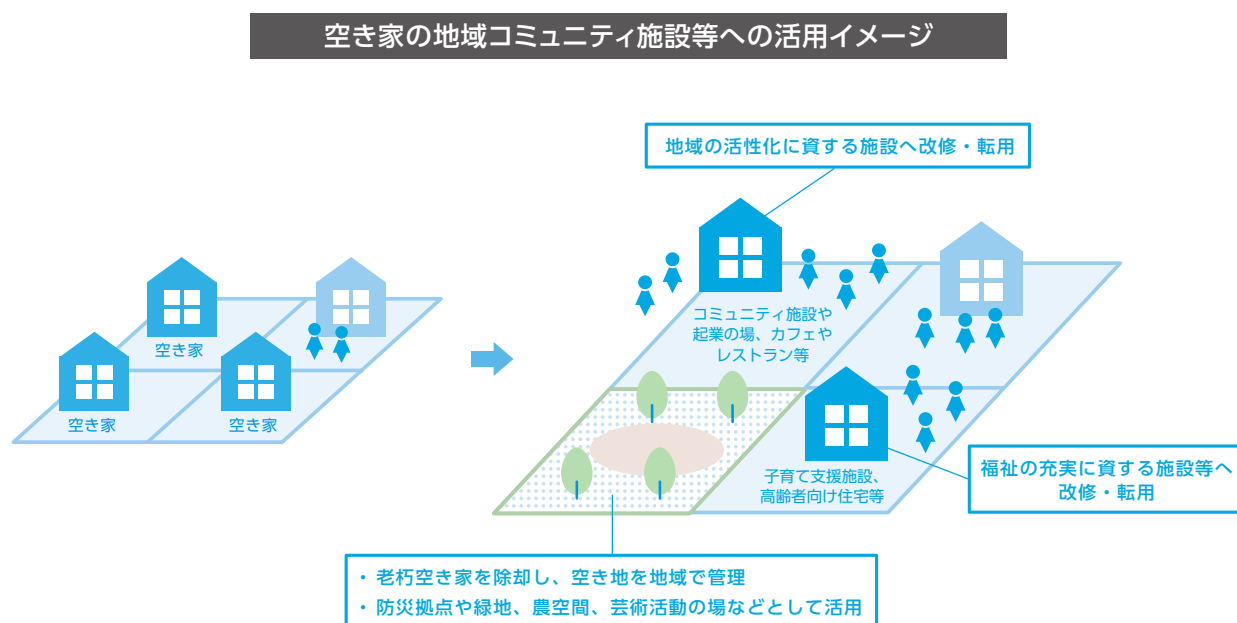 空き家の地域コミュニティ施設等への活用イメージ
地域の活性化に資する施設へ改修・転用
空き家
空き家
空き家
コミュニティ施設や
起業の場、カフェや
レストラン等
子育て支援施設、
高齢者向け住宅等
福祉の充実に資する施設等へ
改修・転用
・ 老朽空き家を除却し、空き地を地域で管理
・ 防災拠点や緑地、農空間、芸術活動の場などとして活用